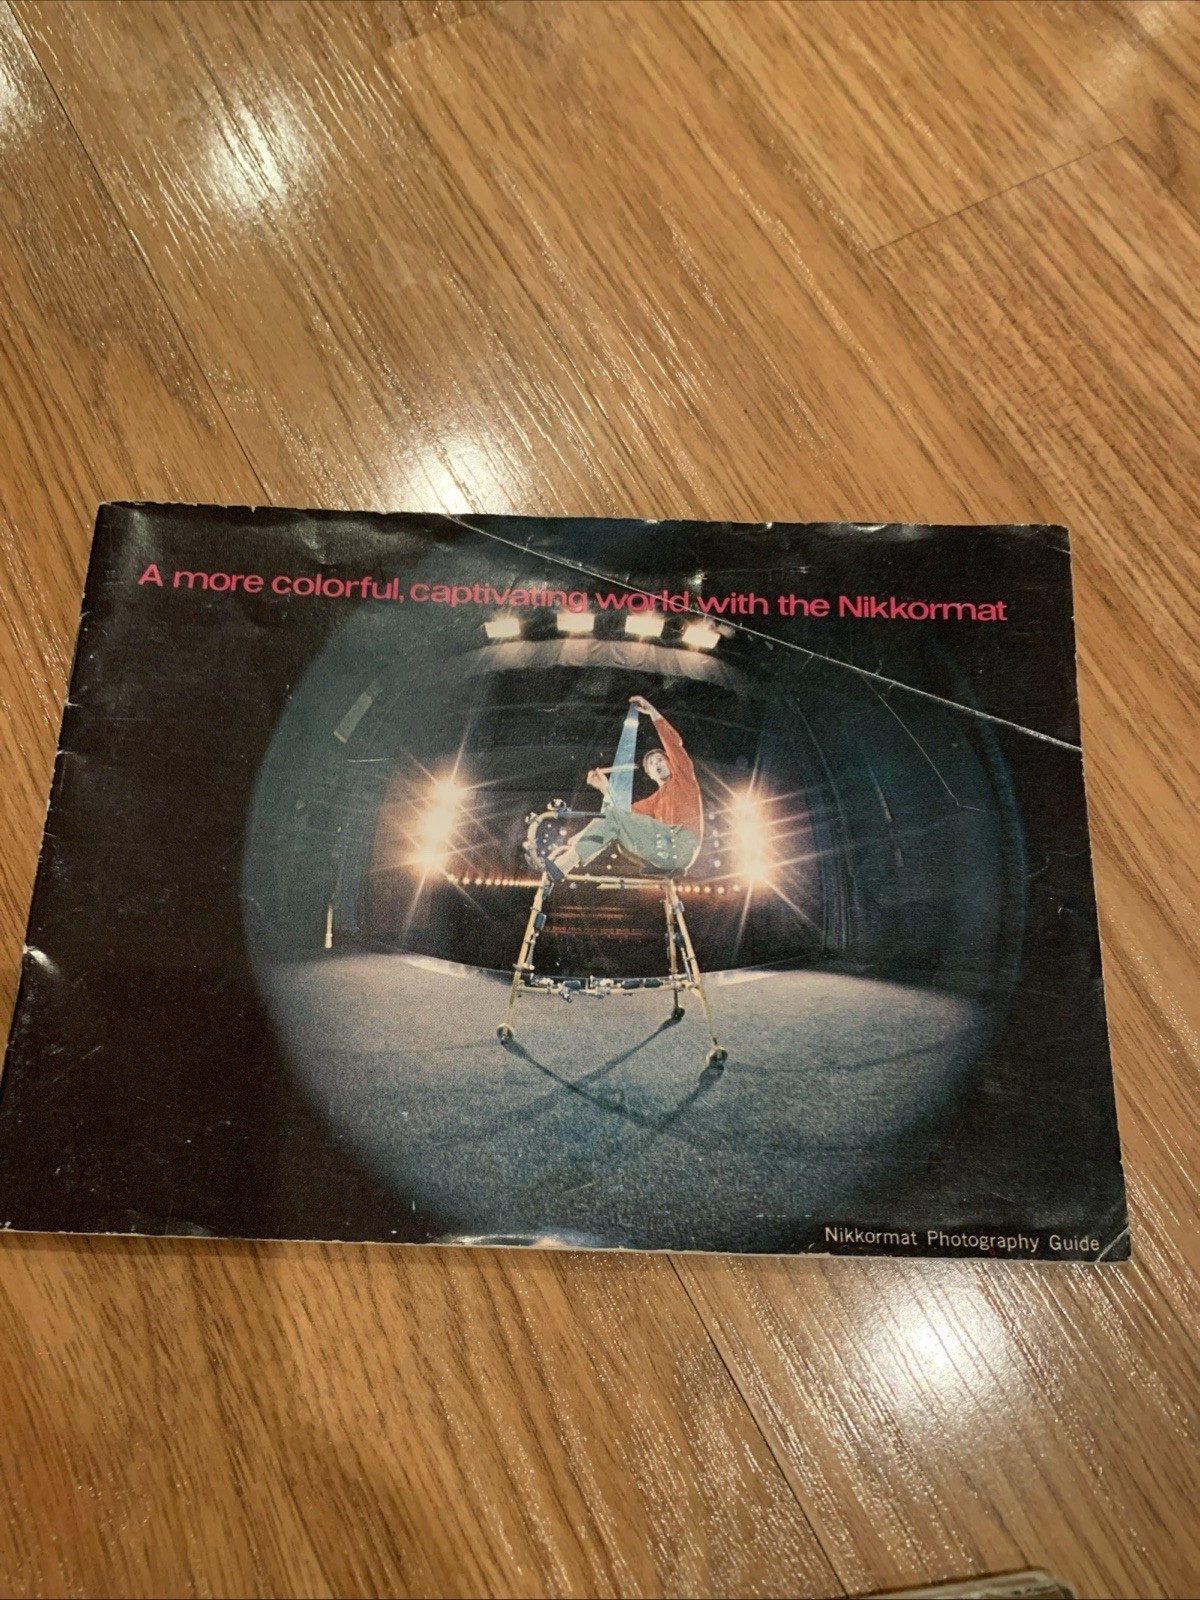 A more colorful, captivating world with the Nikkormat
Nikkormat Photography Guide